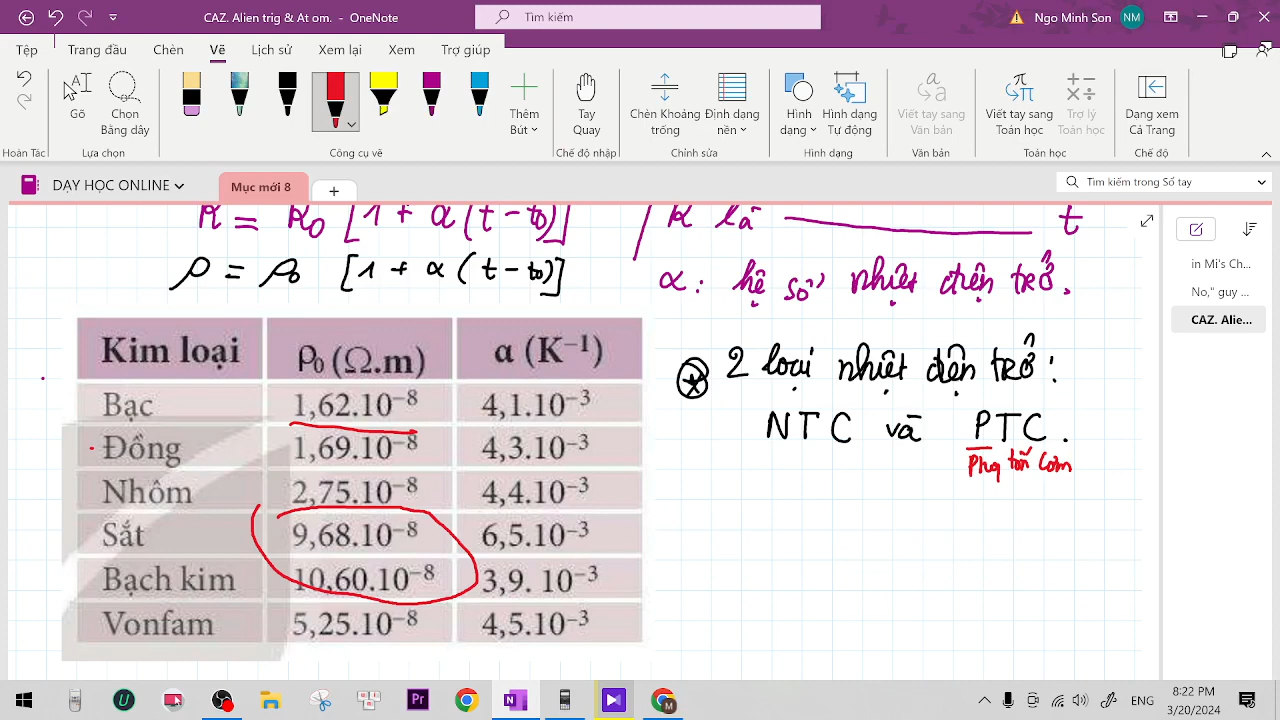 CAZ. Alien Food - OneNote
Tìm kiếm
Ngo Minh Son NM
Tệp Trang đầu Chèn Vẽ Lịch sử Xem lại Xem Trợ giúp
Gõ
Chọn Bằng dây
Thêm Bút
Tay Quay
Chèn Khoảng trống
Định dạng nền
Hình dạng
Hình dạng Tự động
Viết tay sang Văn bản
Viết tay sang Toán học
Trợ lý Toán học
Dạng xem Cả Trang
Hoàn Tác Lựa chọn Công cụ vẽ Chế độ nhập Chỉnh sửa Hình dạng Văn bản Toán học Chế độ
DẠY HỌC ONLINE Mục mới 8 +
Tìm kiếm trong Sổ tay
R = R₀ [1 + α (t - t₀)] R là t
ρ = ρ₀ [1 + α (t - t₀)]
α : hệ số nhiệt điện trở.
Kim loại ρ₀ (Ω.m) α (K⁻¹)
Bạc 1,62.10⁻⁸ 4,1.10⁻³
Đồng 1,69.10⁻⁸ 4,3.10⁻³
Nhôm 2,75.10⁻⁸ 4,4.10⁻³
Sắt 9,68.10⁻⁸ 6,5.10⁻³
Bạch kim 10,60.10⁻⁸ 3,9. 10⁻³
Vonfam 5,25.10⁻⁸ 4,5.10⁻³
2 loại nhiệt điện trở :
NTC và PTC .
in Mi's Ch...
No," guy ...
CAZ. Alie...
Pr
M
ENG
8:22 PM
3/20/2024